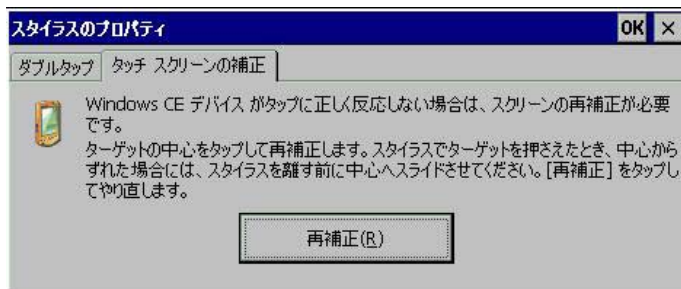 スタイラスのプロパティ OK ×
ダブルタップ タッチ スクリーンの補正
Windows CE デバイス がタップに正しく反応しない場合は、スクリーンの再補正が必要
です。
ターゲットの中心をタップして再補正します。スタイラスでターゲットを押さえたとき、中心から
ずれた場合には、スタイラスを離す前に中心へスライドさせてください。[再補正] をタップし
てやり直します。
再補正(R)